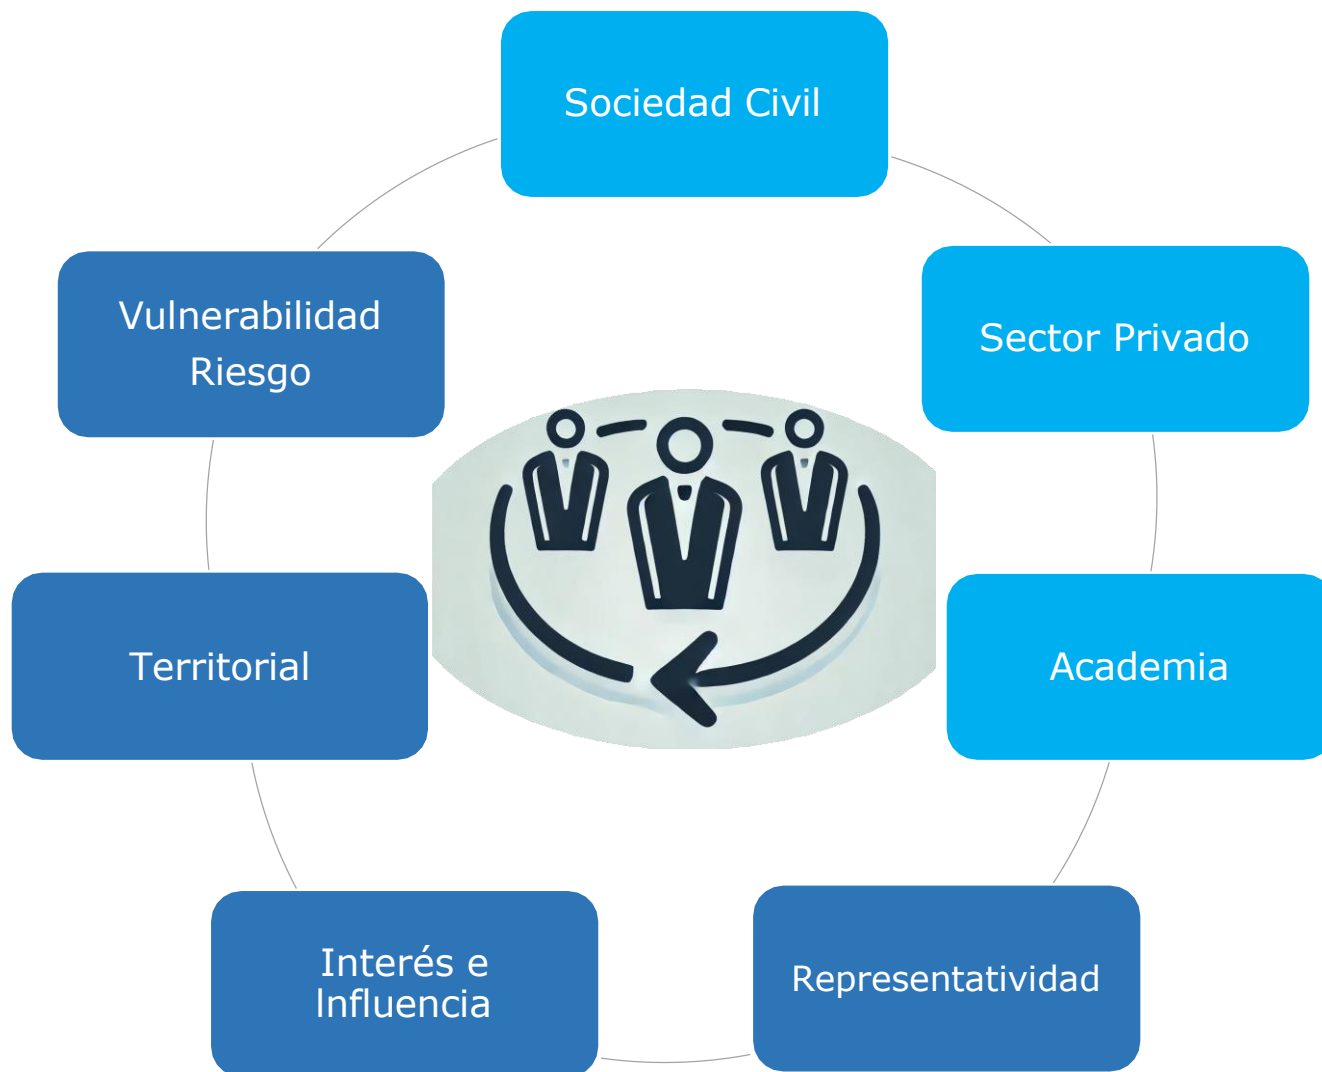 Sociedad Civil
Vulnerabilidad
Riesgo
Sector Privado
Territorial
Academia
Interés e
Influencia
Representatividad